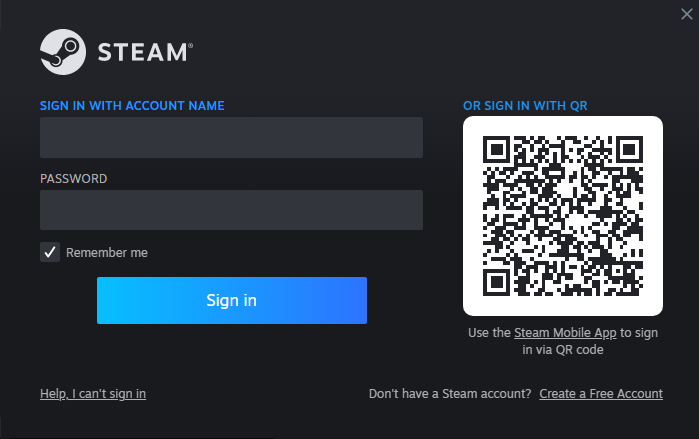 STEAM®
SIGN IN WITH ACCOUNT NAME
PASSWORD
Remember me
Sign in
OR SIGN IN WITH QR
Use the Steam Mobile App to sign
in via QR code
Help, I can't sign in
Don't have a Steam account? Create a Free Account